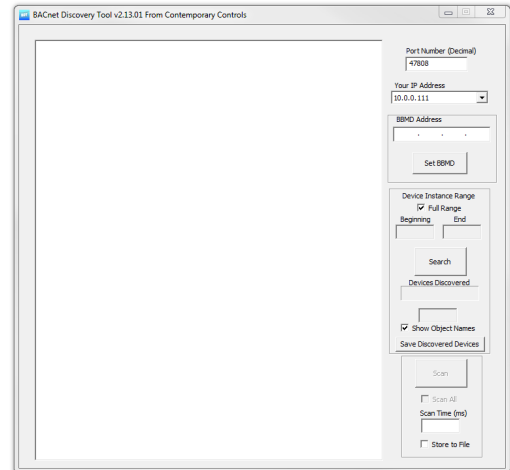 BACnet Discovery Tool v2.13.01 From Contemporary Controls
Port Number (Decimal)
47808
Your IP Address
10.0.0.111
BBMD Address
. . .
Set BBMD
Device Instance Range
Full Range
Beginning End
Search
Devices Discovered
Show Object Names
Save Discovered Devices
Scan
Scan All
Scan Time (ms)
Store to File